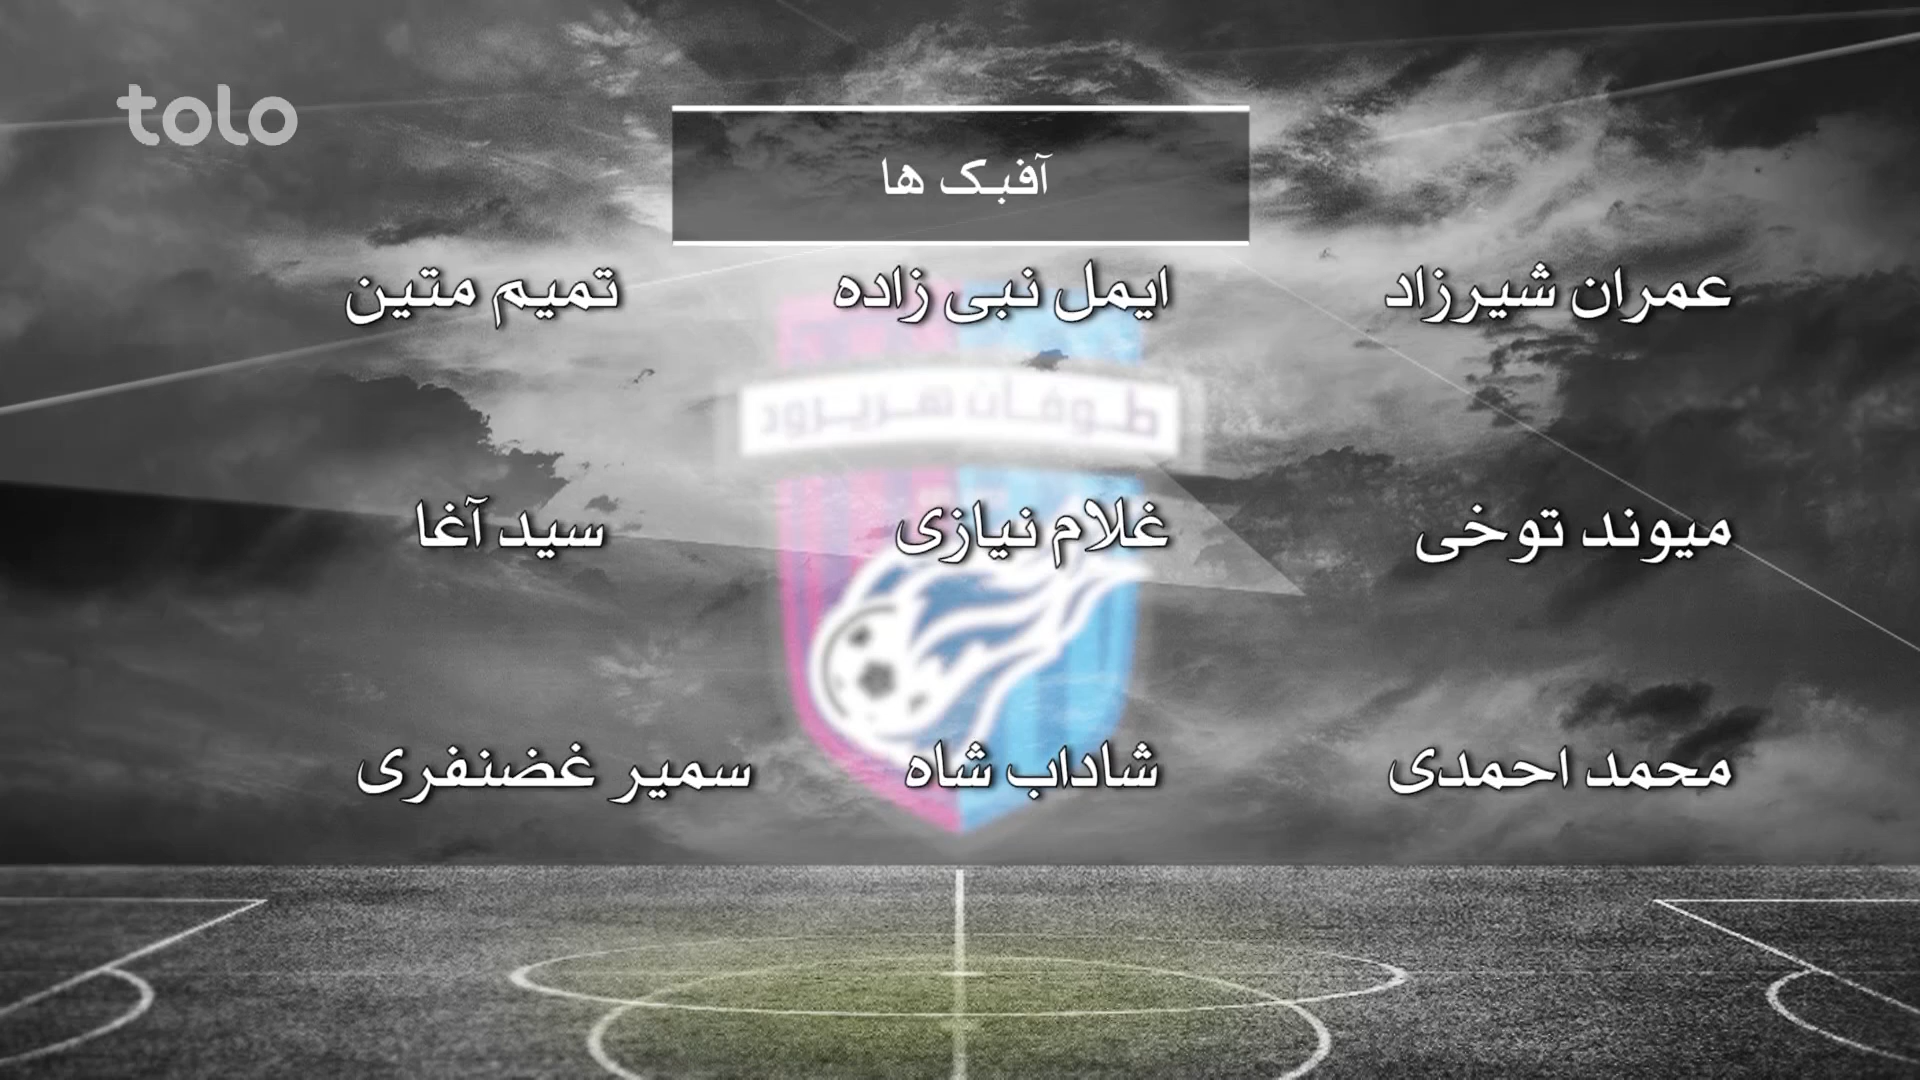 tolo
آفبک ها
عمران شیرزاد ایمل نبی زاده تمیم متین
طوفان هریرود
میوند توخی غلام نیازی سید آغا
محمد احمدی شاداب شاه سمیر غضنفری